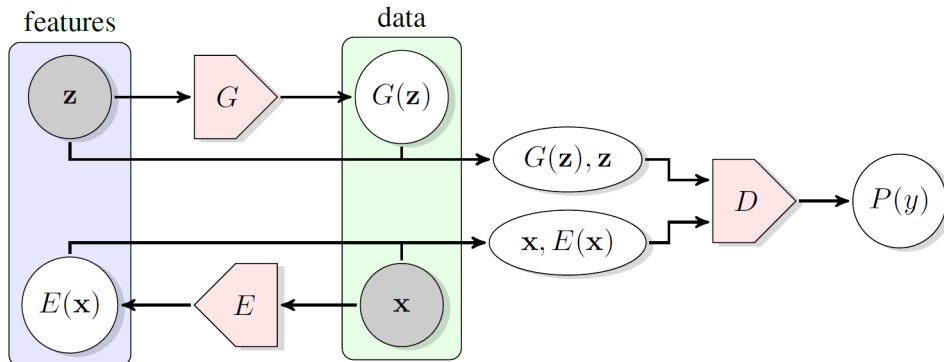 features
data
z
G
G(z)
G(z), z
D
P(y)
x, E(x)
E(x)
E
x